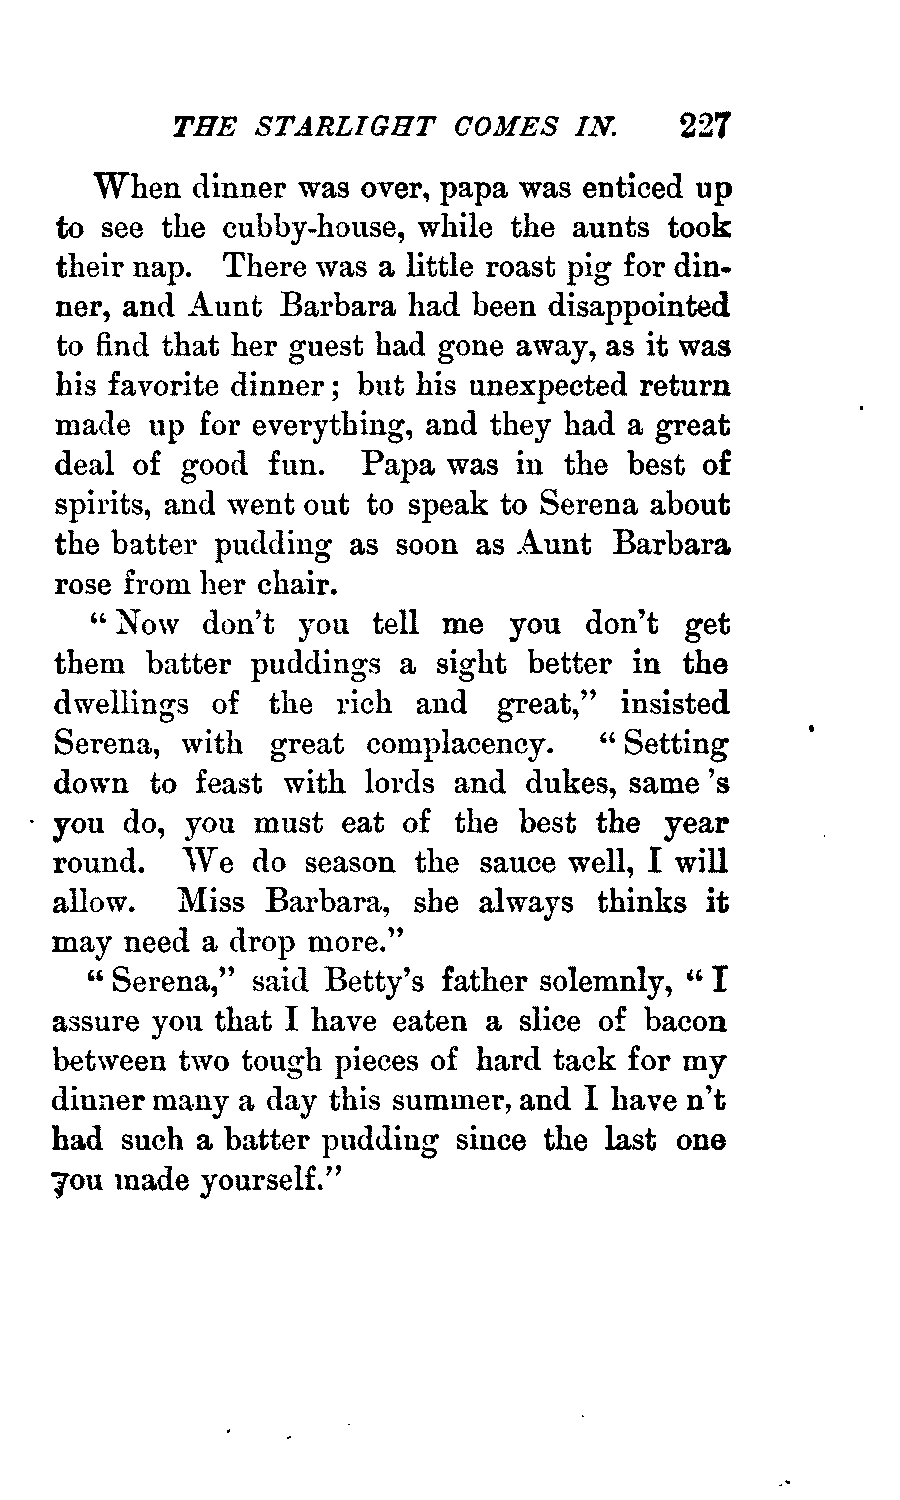 THE STARLIGHT COMES IN. 227
When dinner was over, papa was enticed up
to see the cubby-house, while the aunts took
their nap. There was a little roast pig for din-
ner, and Aunt Barbara had been disappointed
to find that her guest had gone away, as it was
his favorite dinner; but his unexpected return
made up for everything, and they had a great
deal of good fun. Papa was in the best of
spirits, and went out to speak to Serena about
the batter pudding as soon as Aunt Barbara
rose from her chair.
"Now don't you tell me you don't get
them batter puddings a sight better in the
dwellings of the rich and great," insisted
Serena, with great complacency. "Setting
down to feast with lords and dukes, same 's
you do, you must eat of the best the year
round. We do season the sauce well, I will
allow. Miss Barbara, she always thinks it
may need a drop more."
"Serena," said Betty's father solemnly, "I
assure you that I have eaten a slice of bacon
between two tough pieces of hard tack for my
dinner many a day this summer, and I have n't
had such a batter pudding since the last one
you made yourself."